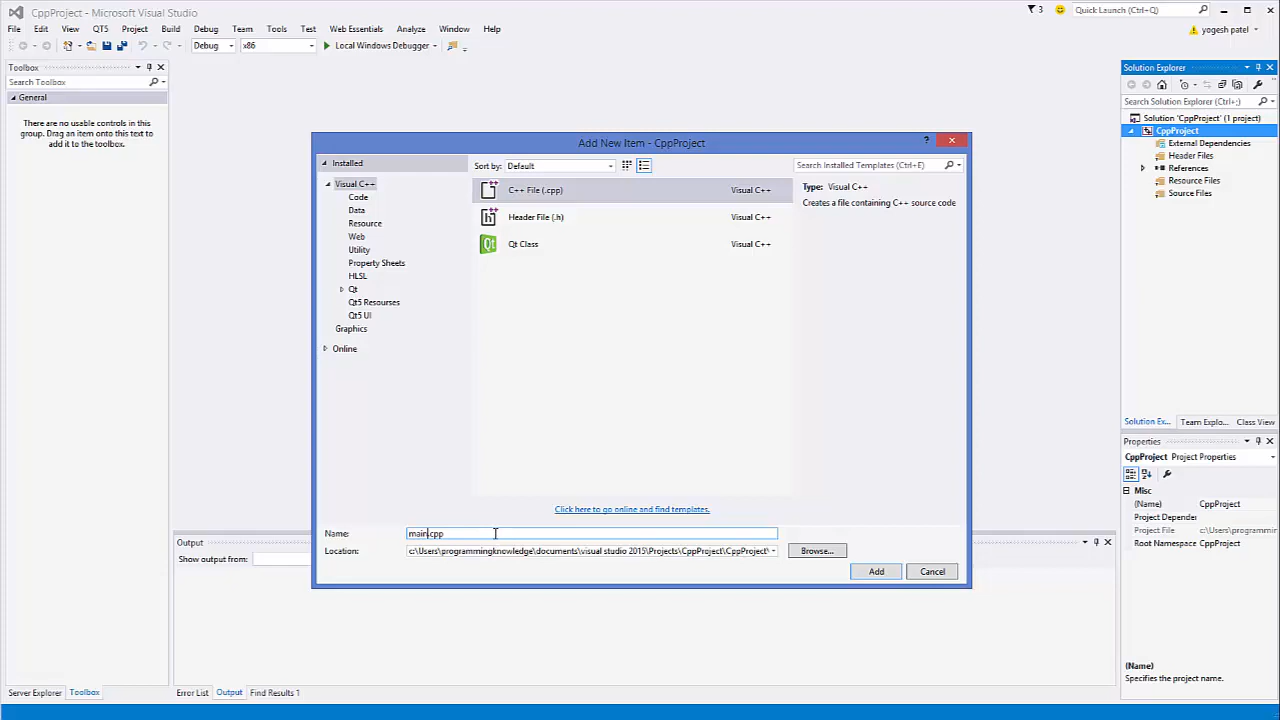 CppProject - Microsoft Visual Studio
3
Quick Launch (Ctrl+Q)
File Edit View QT5 Project Build Debug Team Tools Test Web Essentials Analyze Window Help
yogesh patel
Debug x86 Local Windows Debugger
Toolbox
Search Toolbox
General
There are no usable controls in this
group. Drag an item onto this text to
add it to the toolbox.
Add New Item - CppProject
?
Installed
Sort by: Default
Search Installed Templates (Ctrl+E)
Visual C++
Code
Data
Resource
Web
Utility
Property Sheets
HLSL
Qt
Qt5 Resourses
Qt5 UI
Graphics
Online
C++ File (.cpp) Visual C++
Header File (.h) Visual C++
Qt Class Visual C++
Type: Visual C++
Creates a file containing C++ source code
Click here to go online and find templates.
Name: main.cpp
Location: c:\Users\programmingknowledge\documents\visual studio 2015\Projects\CppProject\CppProject\
Browse...
Add Cancel
Solution Explorer
Search Solution Explorer (Ctrl+;)
Solution 'CppProject' (1 project)
CppProject
External Dependencies
Header Files
References
Resource Files
Source Files
Solution Ex... Team Explo... Class View
Properties
CppProject Project Properties
Misc
(Name) CppProject
Project Depender
Project File c:\Users\programmin
Root Namespace CppProject
(Name)
Specifies the project name.
Output
Show output from:
Server Explorer Toolbox
Error List Output Find Results 1